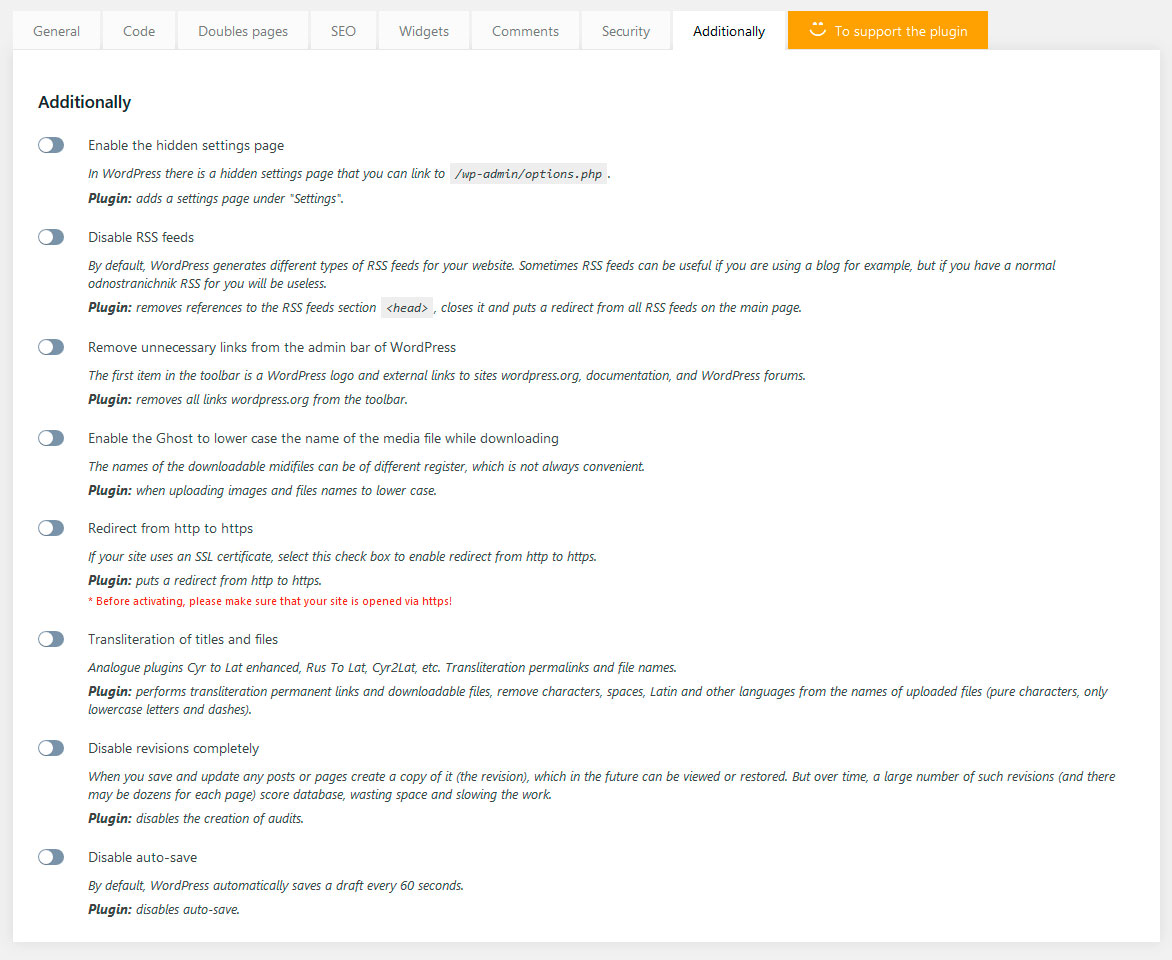 General
Code
Doubles pages
SEO
Widgets
Comments
Security
Additionally
To support the plugin
Additionally
Enable the hidden settings page
In WordPress there is a hidden settings page that you can link to /wp-admin/options.php .
Plugin: adds a settings page under "Settings".
Disable RSS feeds
By default, WordPress generates different types of RSS feeds for your website. Sometimes RSS feeds can be useful if you are using a blog for example, but if you have a normal
odnostranichnik RSS for you will be useless.
Plugin: removes references to the RSS feeds section <head> , closes it and puts a redirect from all RSS feeds on the main page.
Remove unnecessary links from the admin bar of WordPress
The first item in the toolbar is a WordPress logo and external links to sites wordpress.org, documentation, and WordPress forums.
Plugin: removes all links wordpress.org from the toolbar.
Enable the Ghost to lower case the name of the media file while downloading
The names of the downloadable midfiles can be of different register, which is not always convenient.
Plugin: when uploading images and files names to lower case.
Redirect from http to https
If your site uses an SSL certificate, select this check box to enable redirect from http to https.
Plugin: puts a redirect from http to https.
* Before activating, please make sure that your site is opened via https!
Transliteration of titles and files
Analogue plugins Cyr to Lat enhanced, Rus To Lat, Cyr2Lat, etc. Transliteration permalinks and file names.
Plugin: performs transliteration permanent links and downloadable files, remove characters, spaces, Latin and other languages from the names of uploaded files (pure characters, only
lowercase letters and dashes).
Disable revisions completely
When you save and update any posts or pages create a copy of it (the revision), which in the future can be viewed or restored. But over time, a large number of such revisions (and there
may be dozens for each page) score database, wasting space and slowing the work.
Plugin: disables the creation of audits.
Disable auto-save
By default, WordPress automatically saves a draft every 60 seconds.
Plugin: disables auto-save.